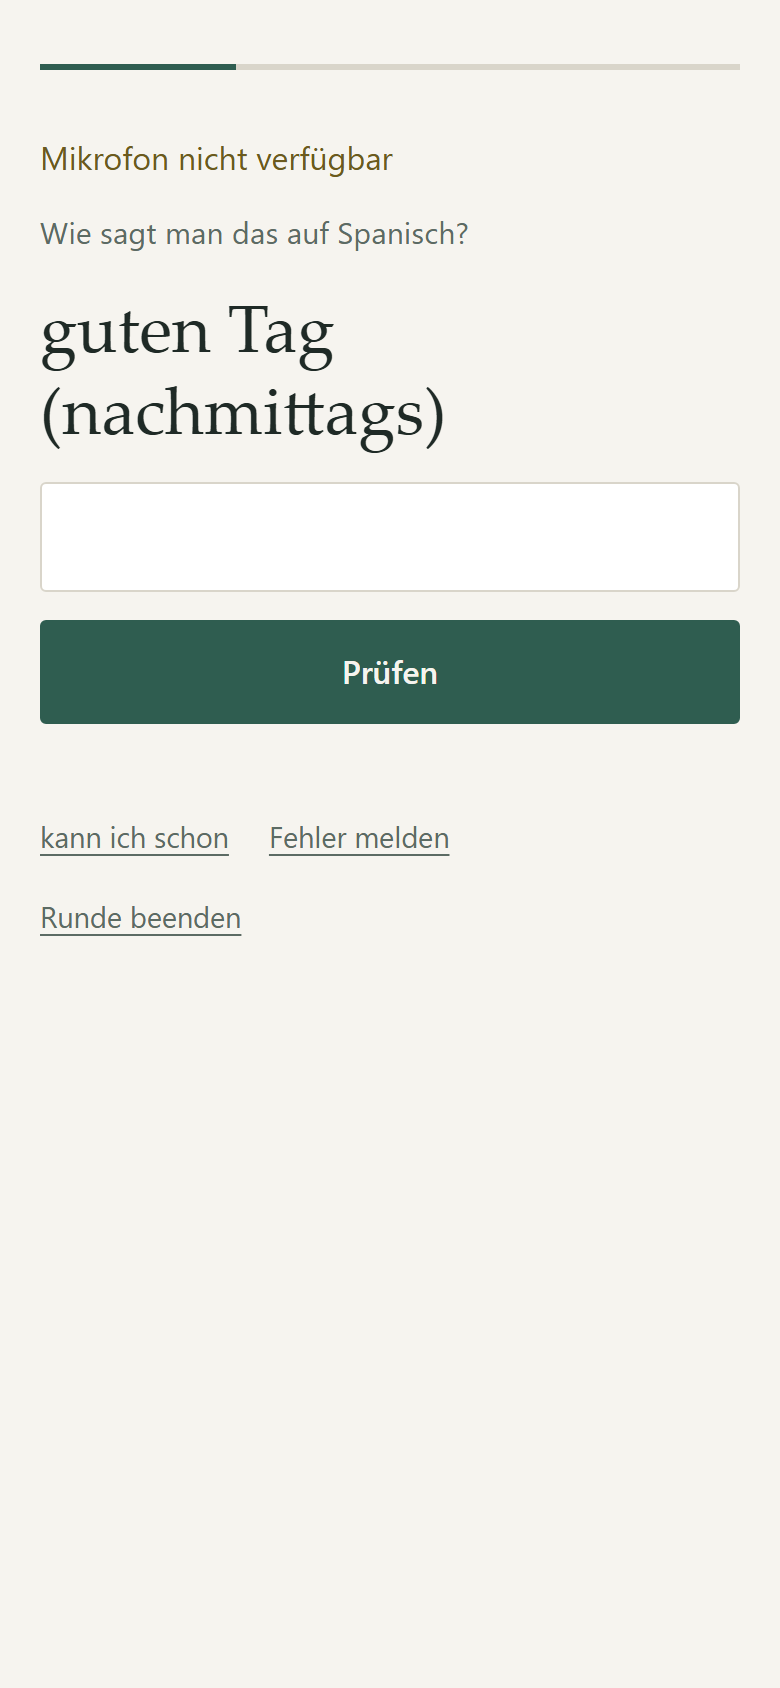 Mikrofon nicht verfügbar
Wie sagt man das auf Spanisch?
guten Tag
(nachmittags)
Prüfen
kann ich schon Fehler melden
Runde beenden